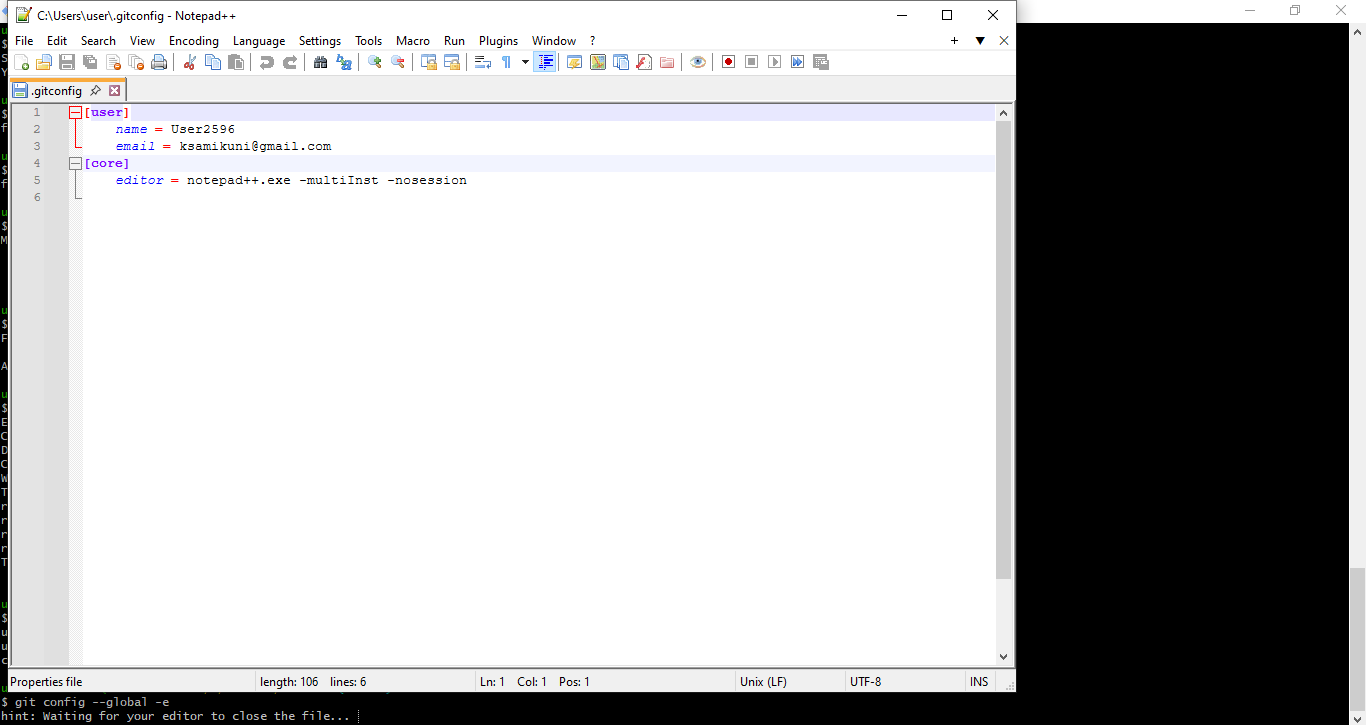 C:\Users\user\.gitconfig - Notepad++
File Edit Search View Encoding Language Settings Tools Macro Run Plugins Window ?
.gitconfig
1 [user]
2 name = User2596
3 email = ksamikuni@gmail.com
4 [core]
5 editor = notepad++.exe -multiInst -nosession
6
Properties file length: 106 lines: 6 Ln: 1 Col: 1 Pos: 1 Unix (LF) UTF-8 INS
$ git config --global -e
hint: Waiting for your editor to close the file...